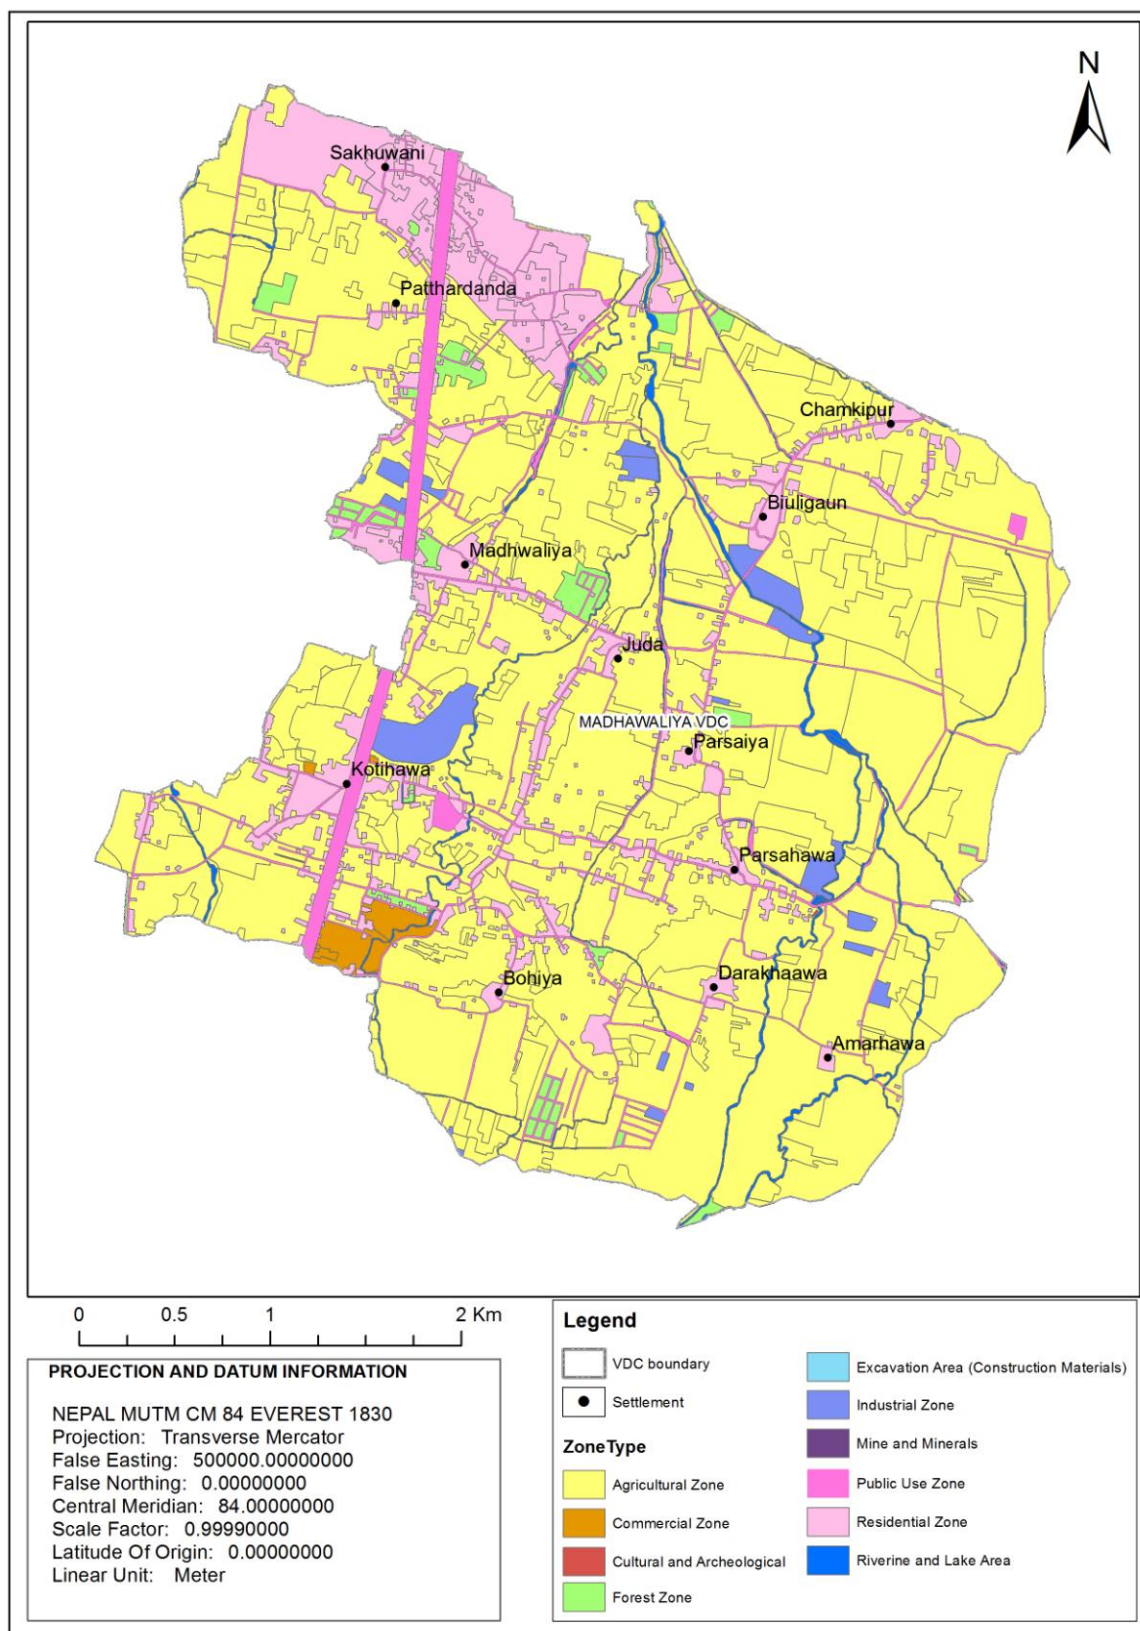 N
Sakhuwani
Patthardanda
Chamkipur
Biuligaun
Madhwaliya
Juda
MADHAWALIYA VDC
Parsaiya
Kotihawa
Parsahawa
Darakhaawa
Bohiya
Amarhawa
0 0.5 1 2 Km
PROJECTION AND DATUM INFORMATION
NEPAL MUTM CM 84 EVEREST 1830
Projection: Transverse Mercator
False Easting: 500000.00000000
False Northing: 0.00000000
Central Meridian: 84.00000000
Scale Factor: 0.99990000
Latitude Of Origin: 0.00000000
Linear Unit: Meter
Legend
VDC boundary
Settlement
ZoneType
Agricultural Zone
Commercial Zone
Cultural and Archeological
Forest Zone
Excavation Area (Construction Materials)
Industrial Zone
Mine and Minerals
Public Use Zone
Residential Zone
Riverine and Lake Area